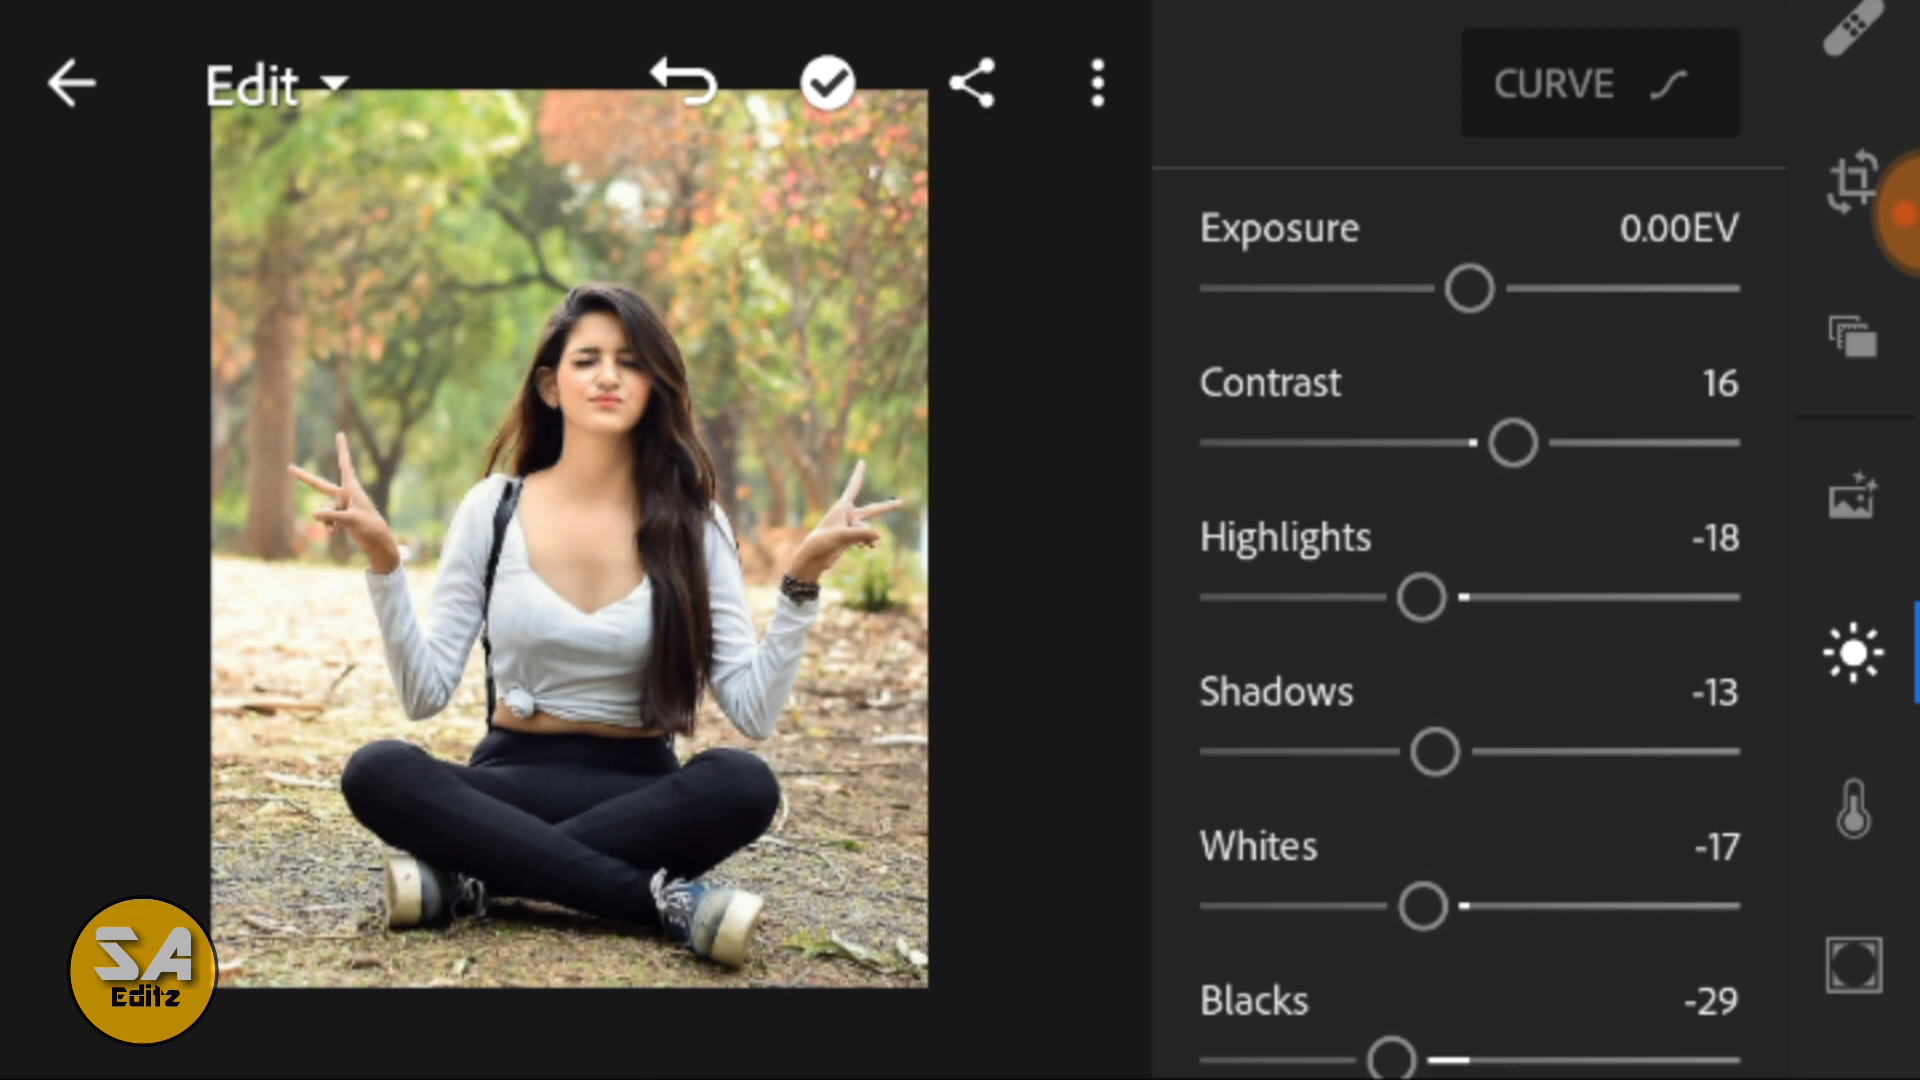 Edit
CURVE
Exposure 0.00EV
Contrast 16
Highlights -18
Shadows -13
Whites -17
Blacks -29
SA
Editz